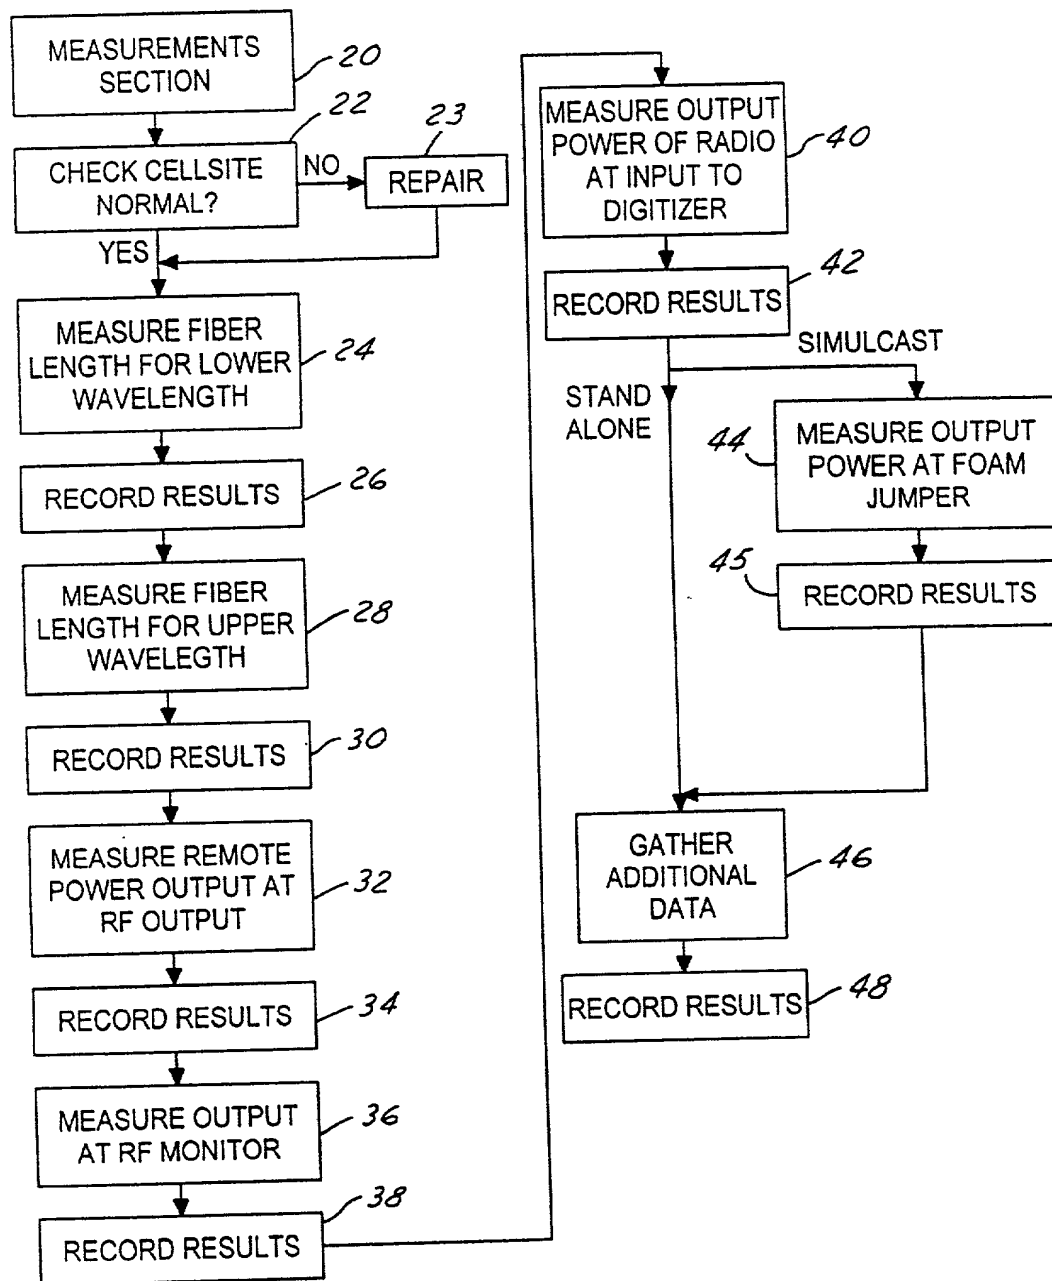 MEASUREMENTS
SECTION
20
22
CHECK CELLSITE
NORMAL?
NO
23
REPAIR
YES
MEASURE FIBER
LENGTH FOR LOWER
WAVELENGTH
24
RECORD RESULTS
26
MEASURE FIBER
LENGTH FOR UPPER
WAVELEGTH
28
RECORD RESULTS
30
MEASURE REMOTE
POWER OUTPUT AT
RF OUTPUT
32
RECORD RESULTS
34
MEASURE OUTPUT
AT RF MONITOR
36
RECORD RESULTS
38
MEASURE OUTPUT
POWER OF RADIO
AT INPUT TO
DIGITIZER
40
RECORD RESULTS
42
SIMULCAST
STAND
ALONE
MEASURE OUTPUT
POWER AT FOAM
JUMPER
44
RECORD RESULTS
45
GATHER
ADDITIONAL
DATA
46
RECORD RESULTS
48